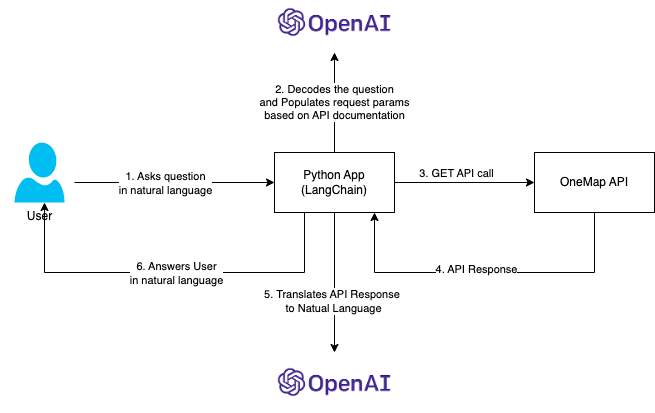 OpenAI
2. Decodes the question
and Populates request params
based on API documentation
1. Asks question
in natural language
User
Python App
(LangChain)
3. GET API call
OneMap API
6. Answers User
in natural language
4. API Response
5. Translates API Response
to Natual Language
OpenAI